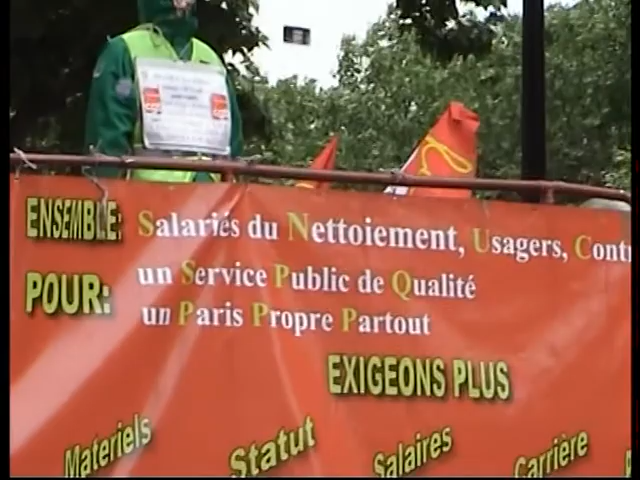 ENSEMBLE: Salariés du Nettoiement, Usagers, Contr
POUR: un Service Public de Qualité
un Paris Propre Partout
EXIGEONS PLUS
Materiels Statut Salaires Carrière